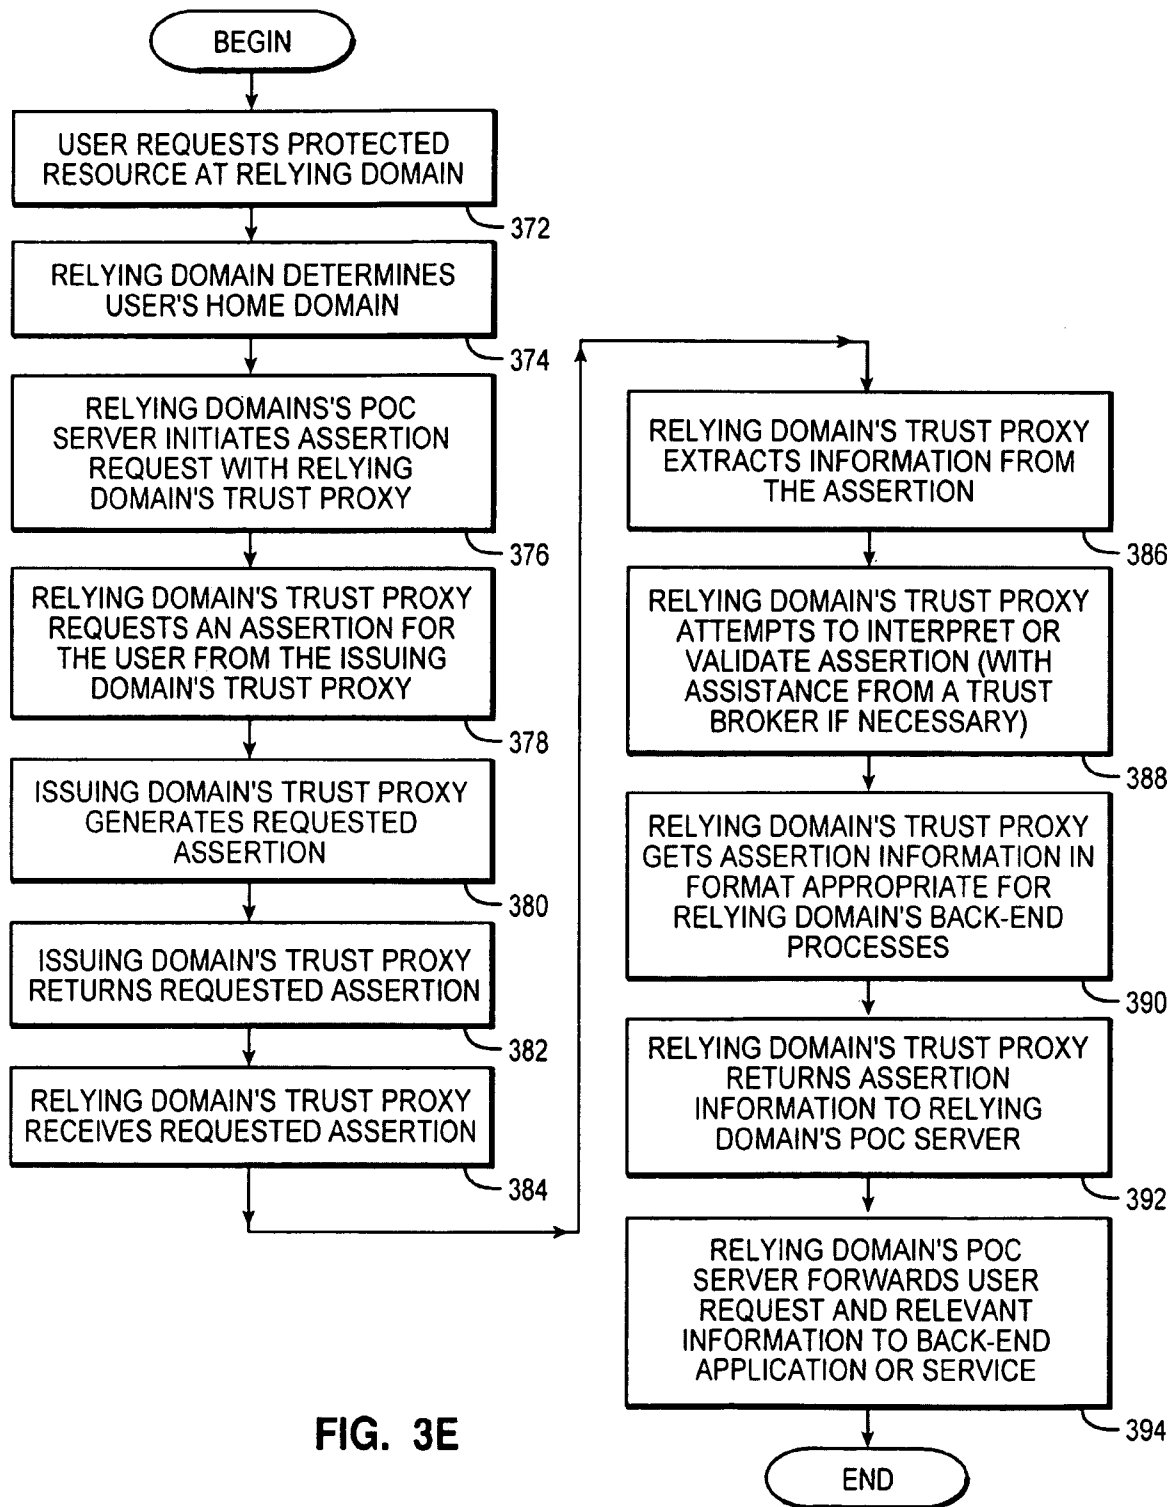 BEGIN
USER REQUESTS PROTECTED
RESOURCE AT RELYING DOMAIN
372
RELYING DOMAIN DETERMINES
USER'S HOME DOMAIN
374
RELYING DOMAINS'S POC
SERVER INITIATES ASSERTION
REQUEST WITH RELYING
DOMAIN'S TRUST PROXY
376
RELYING DOMAIN'S TRUST PROXY
REQUESTS AN ASSERTION FOR
THE USER FROM THE ISSUING
DOMAIN'S TRUST PROXY
378
ISSUING DOMAIN'S TRUST PROXY
GENERATES REQUESTED
ASSERTION
380
ISSUING DOMAIN'S TRUST PROXY
RETURNS REQUESTED ASSERTION
382
RELYING DOMAIN'S TRUST PROXY
RECEIVES REQUESTED ASSERTION
384
RELYING DOMAIN'S TRUST PROXY
EXTRACTS INFORMATION FROM
THE ASSERTION
386
RELYING DOMAIN'S TRUST PROXY
ATTEMPTS TO INTERPRET OR
VALIDATE ASSERTION (WITH
ASSISTANCE FROM A TRUST
BROKER IF NECESSARY)
388
RELYING DOMAIN'S TRUST PROXY
GETS ASSERTION INFORMATION IN
FORMAT APPROPRIATE FOR
RELYING DOMAIN'S BACK-END
PROCESSES
390
RELYING DOMAIN'S TRUST PROXY
RETURNS ASSERTION
INFORMATION TO RELYING
DOMAIN'S POC SERVER
392
RELYING DOMAIN'S POC
SERVER FORWARDS USER
REQUEST AND RELEVANT
INFORMATION TO BACK-END
APPLICATION OR SERVICE
394
END
FIG. 3E